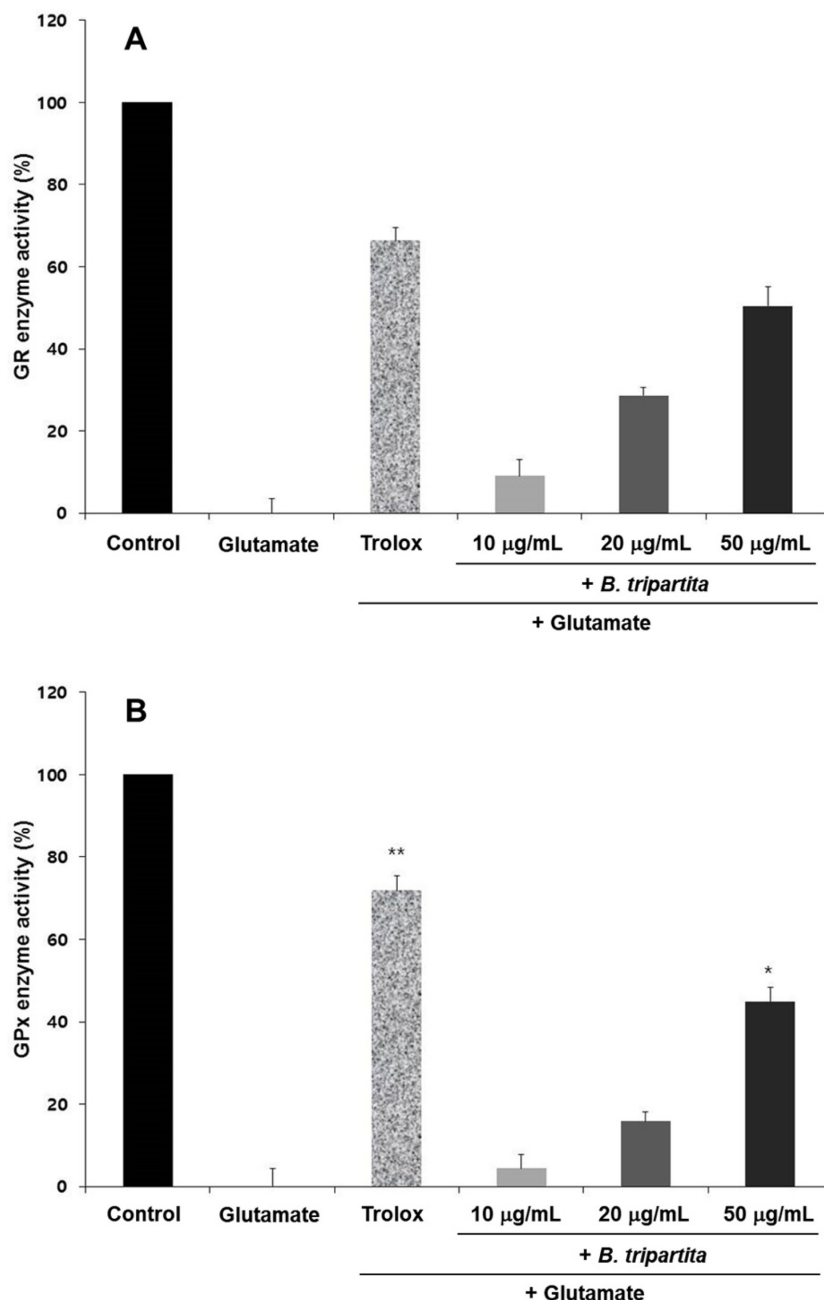 A
GR enzyme activity (%)
120
100
80
60
40
20
0
Control Glutamate Trolox 10 μg/mL 20 μg/mL 50 μg/mL
+ B. tripartita
+ Glutamate
B
GPx enzyme activity (%)
120
100
80
60
40
20
0
**
*
Control Glutamate Trolox 10 μg/mL 20 μg/mL 50 μg/mL
+ B. tripartita
+ Glutamate